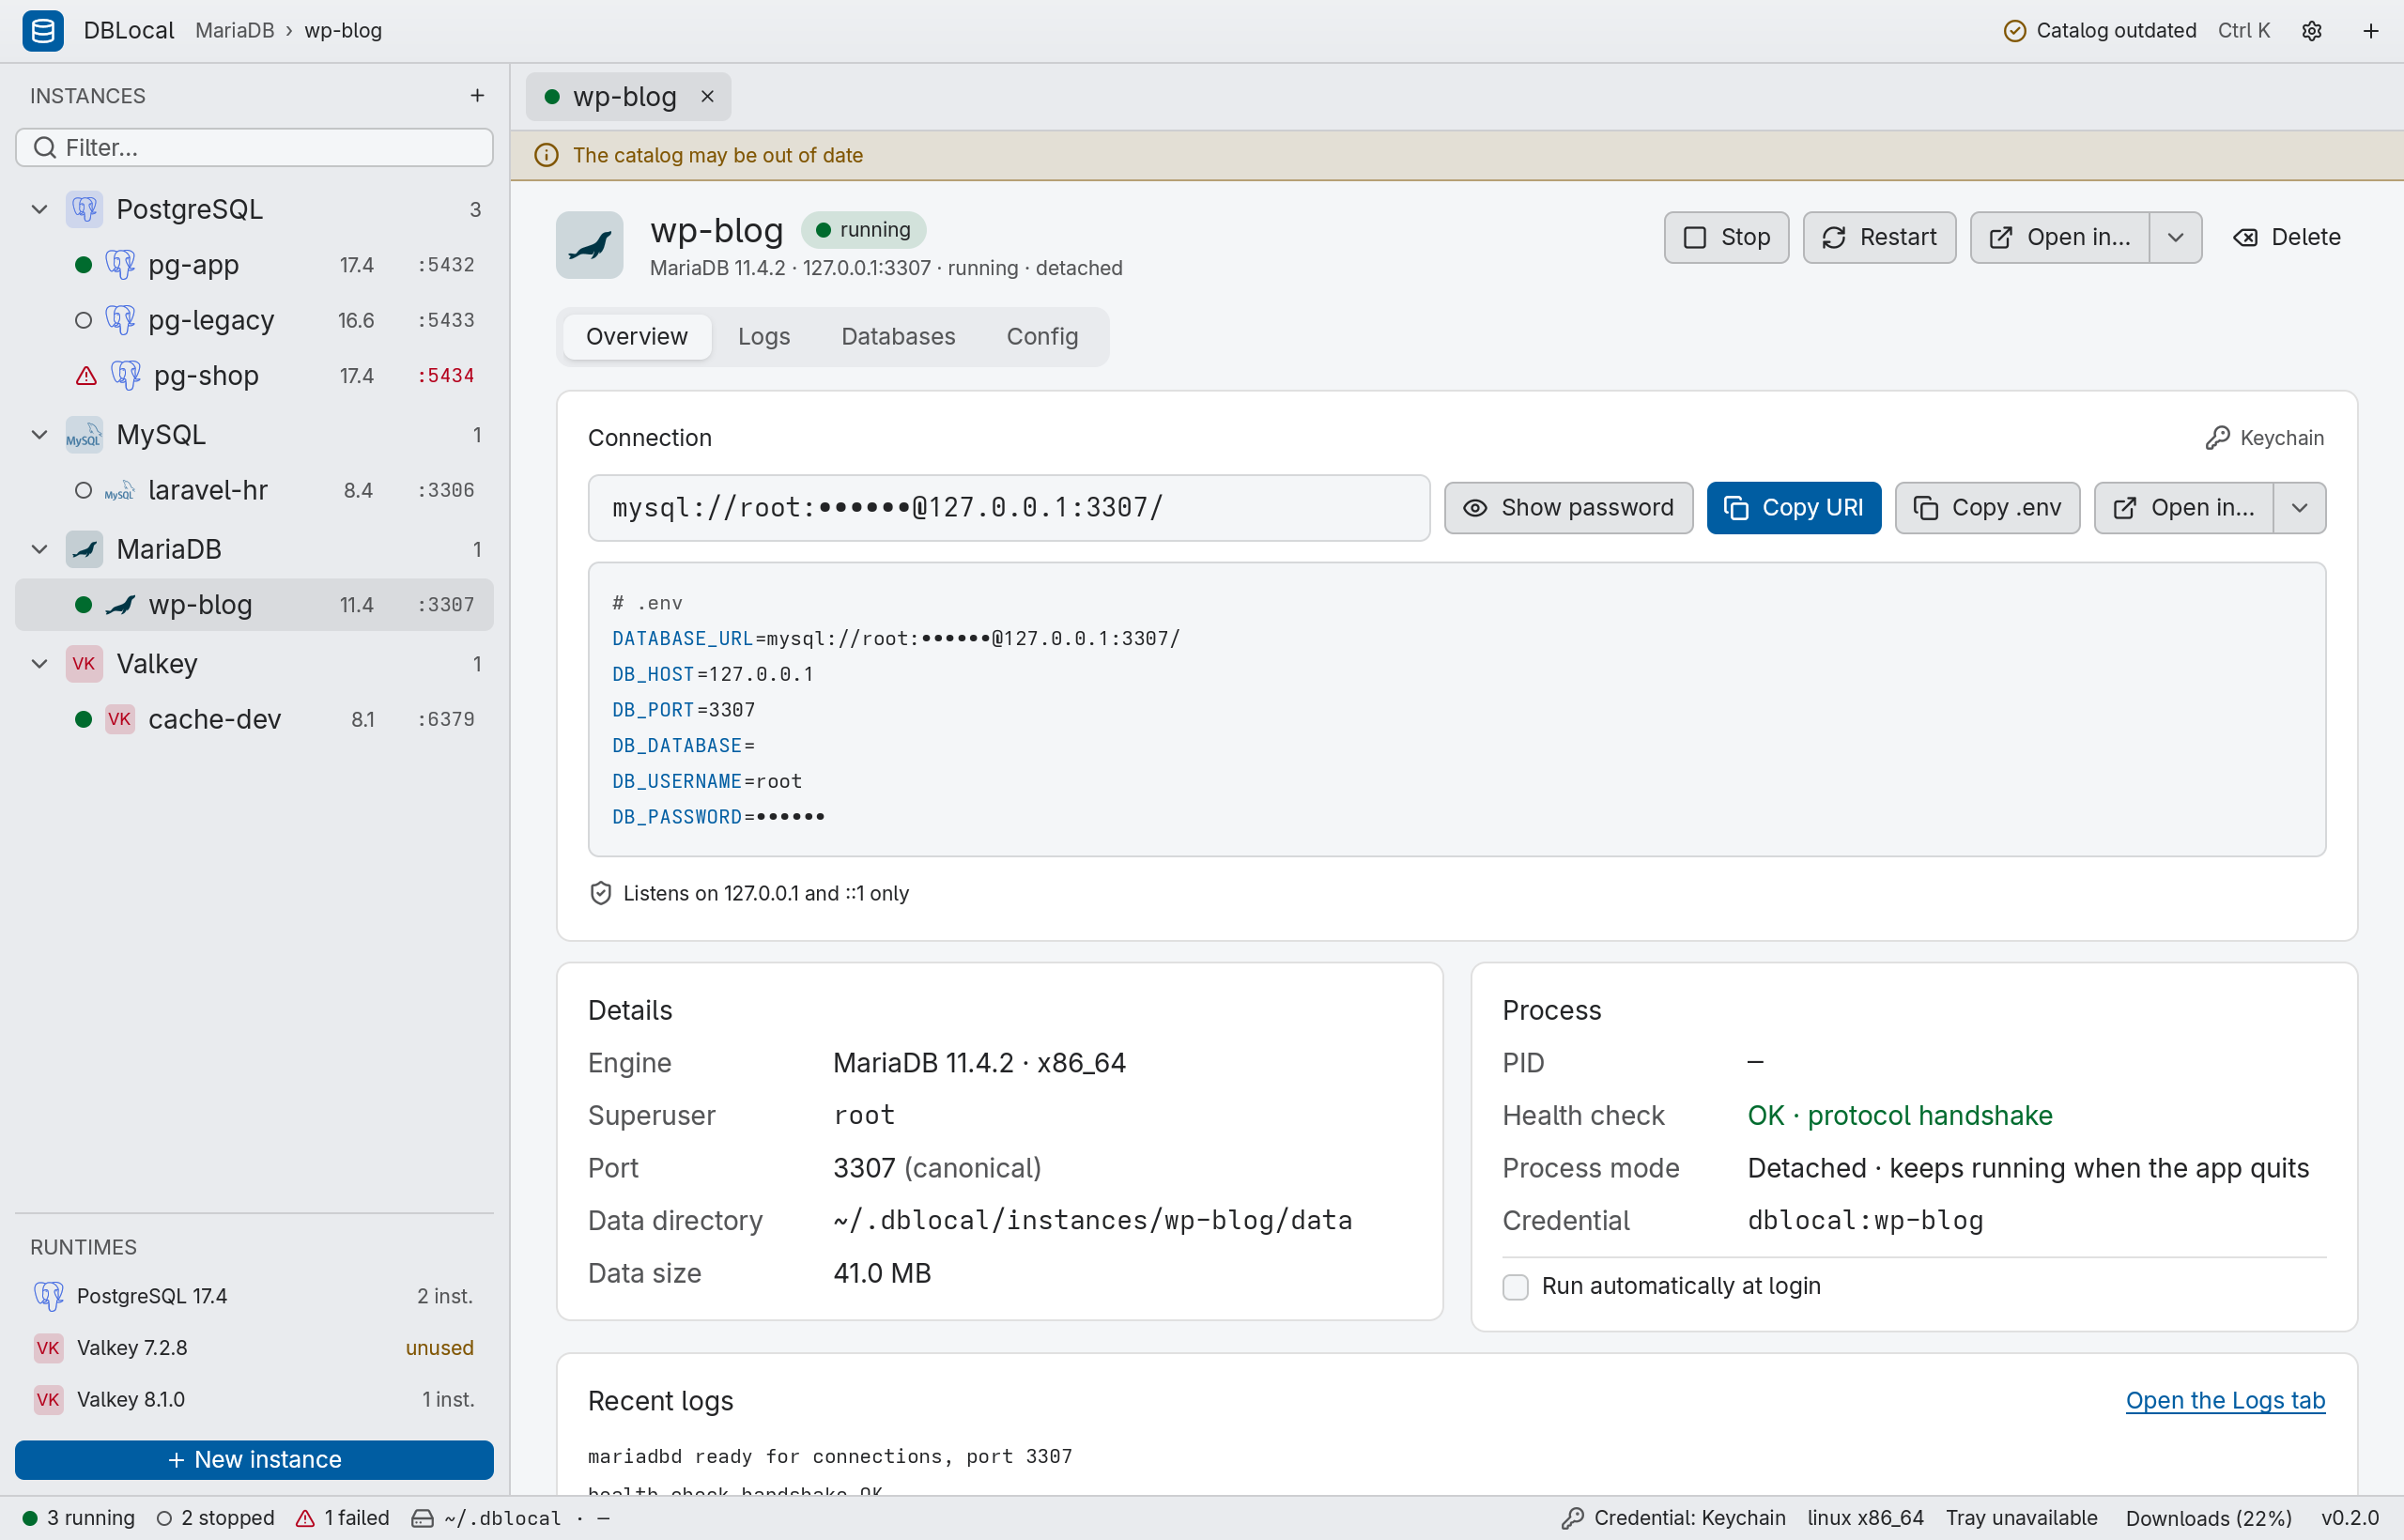 DBLocal MariaDB › wp-blog
Catalog outdated Ctrl K
INSTANCES
Filter...
PostgreSQL 3
pg-app 17.4 :5432
pg-legacy 16.6 :5433
pg-shop 17.4 :5434
MySQL MySQL 1
MySQL laravel-hr 8.4 :3306
MariaDB 1
wp-blog 11.4 :3307
VK Valkey 1
VK cache-dev 8.1 :6379
RUNTIMES
PostgreSQL 17.4 2 inst.
VK Valkey 7.2.8 unused
VK Valkey 8.1.0 1 inst.
+ New instance
wp-blog
The catalog may be out of date
wp-blog running
MariaDB 11.4.2 · 127.0.0.1:3307 · running · detached
Stop Restart Open in... Delete
Overview Logs Databases Config
Connection Keychain
mysql://root:••••••@127.0.0.1:3307/ Show password Copy URI Copy .env Open in...
# .env
DATABASE_URL=mysql://root:••••••@127.0.0.1:3307/
DB_HOST=127.0.0.1
DB_PORT=3307
DB_DATABASE=
DB_USERNAME=root
DB_PASSWORD=••••••
Listens on 127.0.0.1 and ::1 only
Details
Engine MariaDB 11.4.2 · x86_64
Superuser root
Port 3307 (canonical)
Data directory ~/.dblocal/instances/wp-blog/data
Data size 41.0 MB
Process
PID —
Health check OK · protocol handshake
Process mode Detached · keeps running when the app quits
Credential dblocal:wp-blog
Run automatically at login
Recent logs Open the Logs tab
mariadbd ready for connections, port 3307
health check handshake OK
3 running 2 stopped 1 failed ~/.dblocal · — Credential: Keychain linux x86_64 Tray unavailable Downloads (22%) v0.2.0